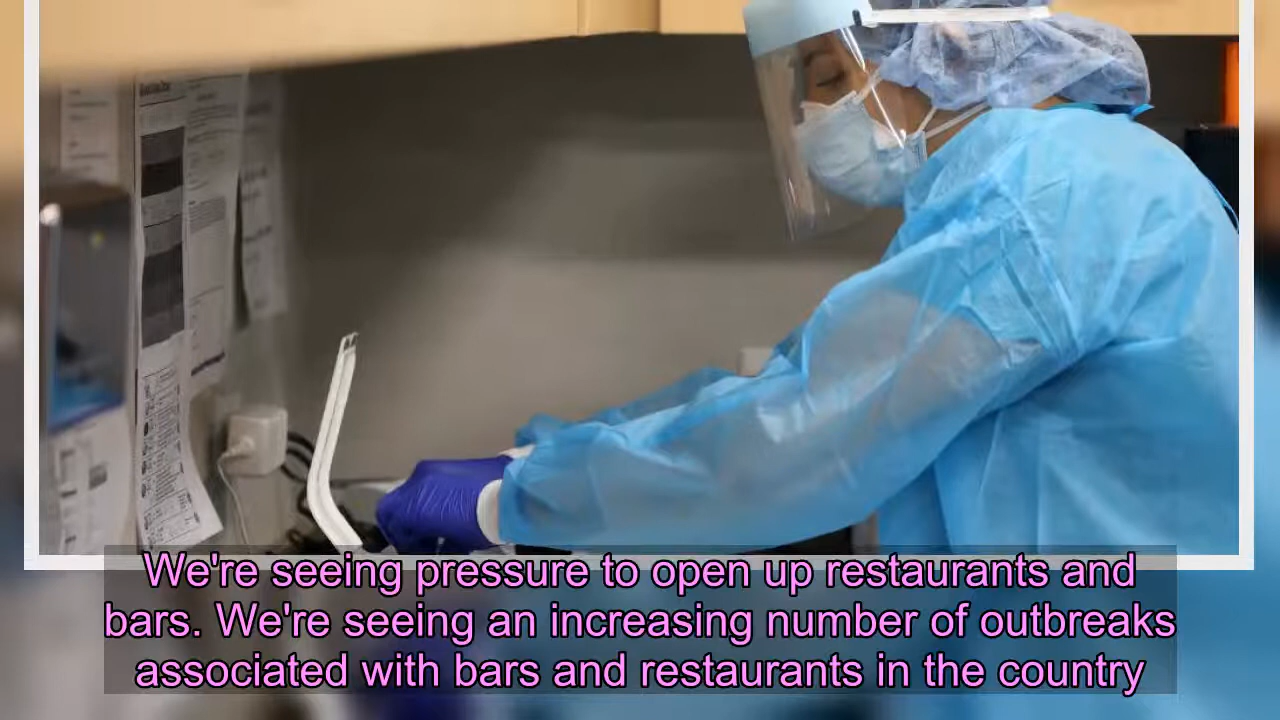 We're seeing pressure to open up restaurants and
bars. We're seeing an increasing number of outbreaks
associated with bars and restaurants in the country